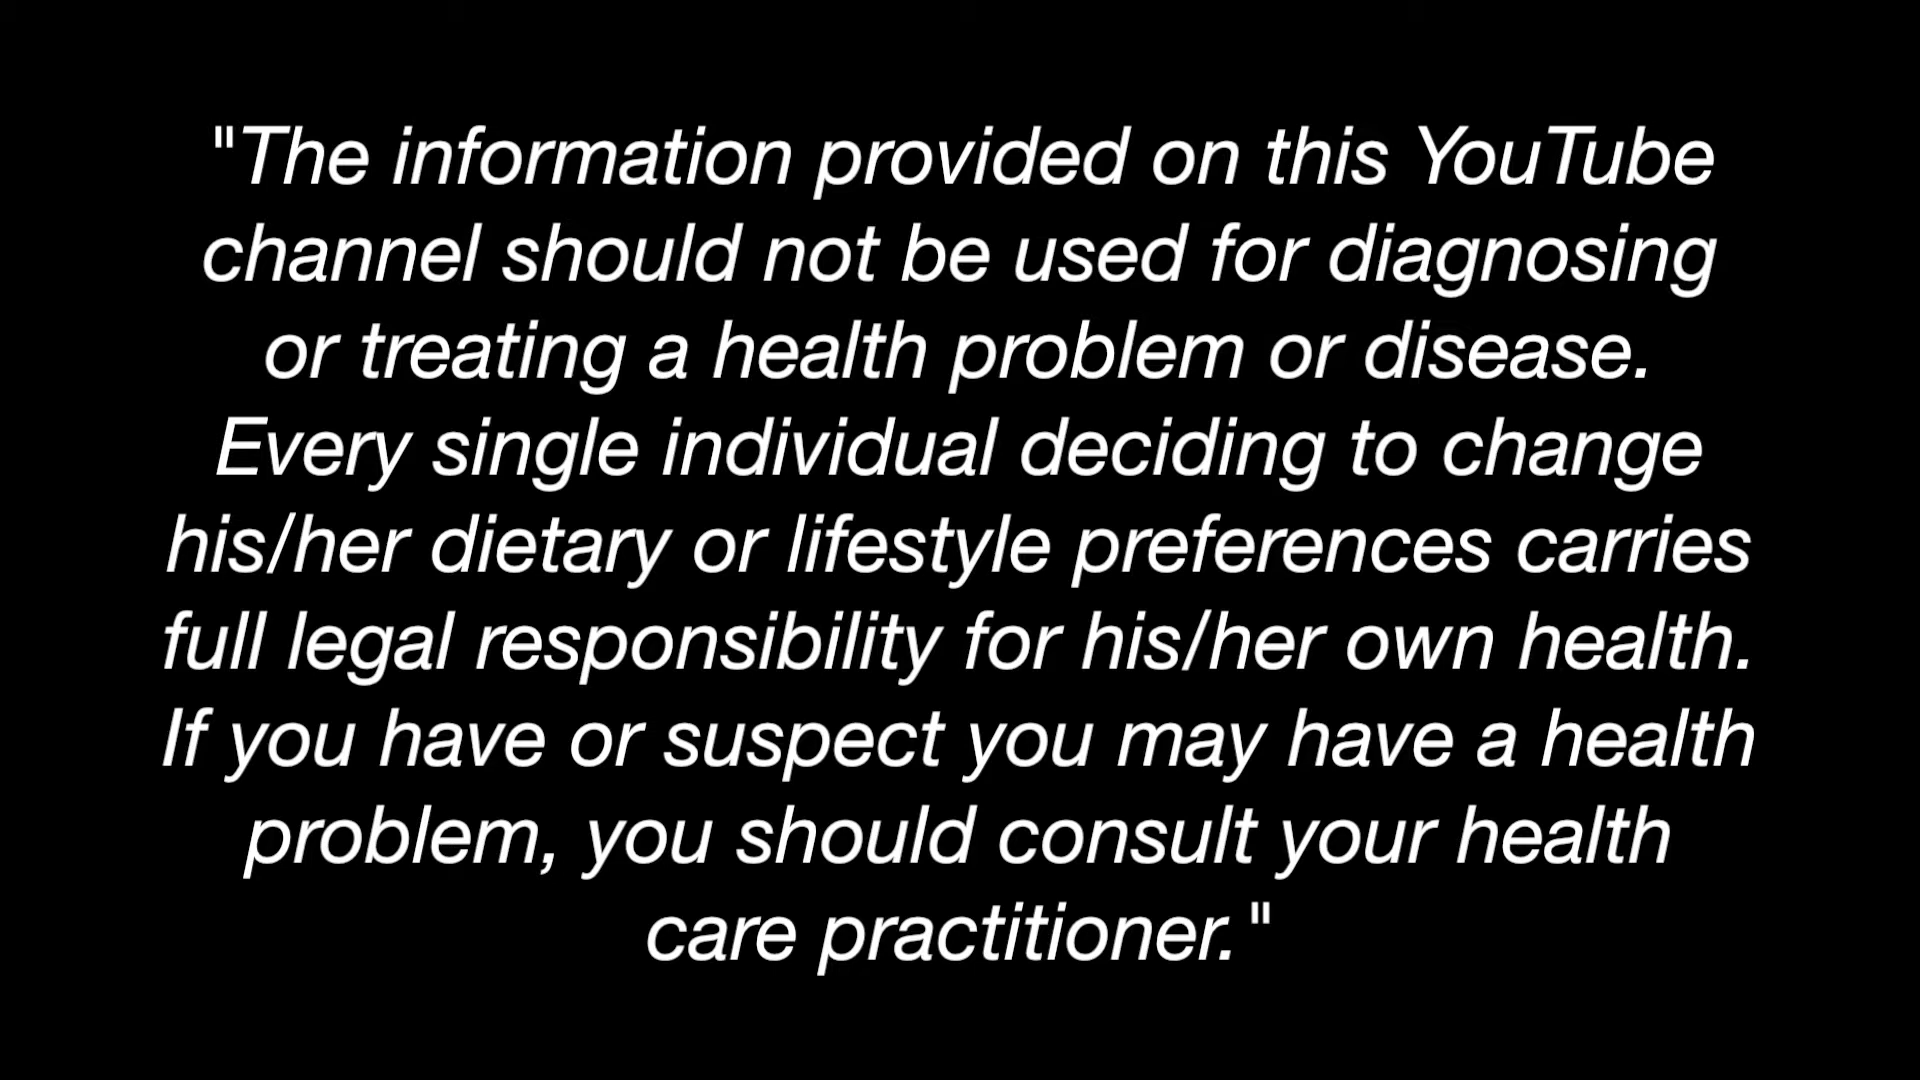 "The information provided on this YouTube
channel should not be used for diagnosing
or treating a health problem or disease.
Every single individual deciding to change
his/her dietary or lifestyle preferences carries
full legal responsibility for his/her own health.
If you have or suspect you may have a health
problem, you should consult your health
care practitioner."